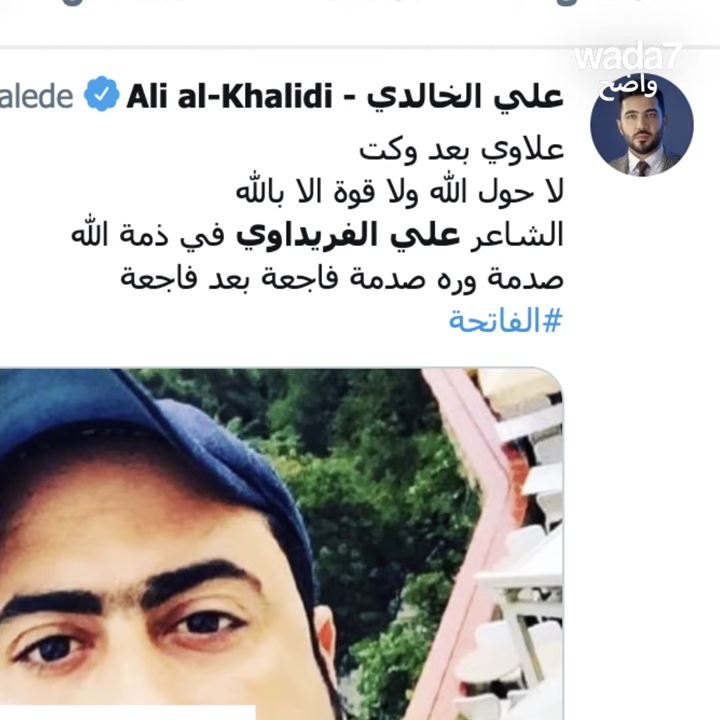 wada7
واضح
علي الخالدي - Ali al-Khalidi alede
علاوي بعد وكت
لا حول الله ولا قوة الا بالله
الشاعر علي الفريداوي في ذمة الله
صدمة وره صدمة فاجعة بعد فاجعة
#الفاتحة